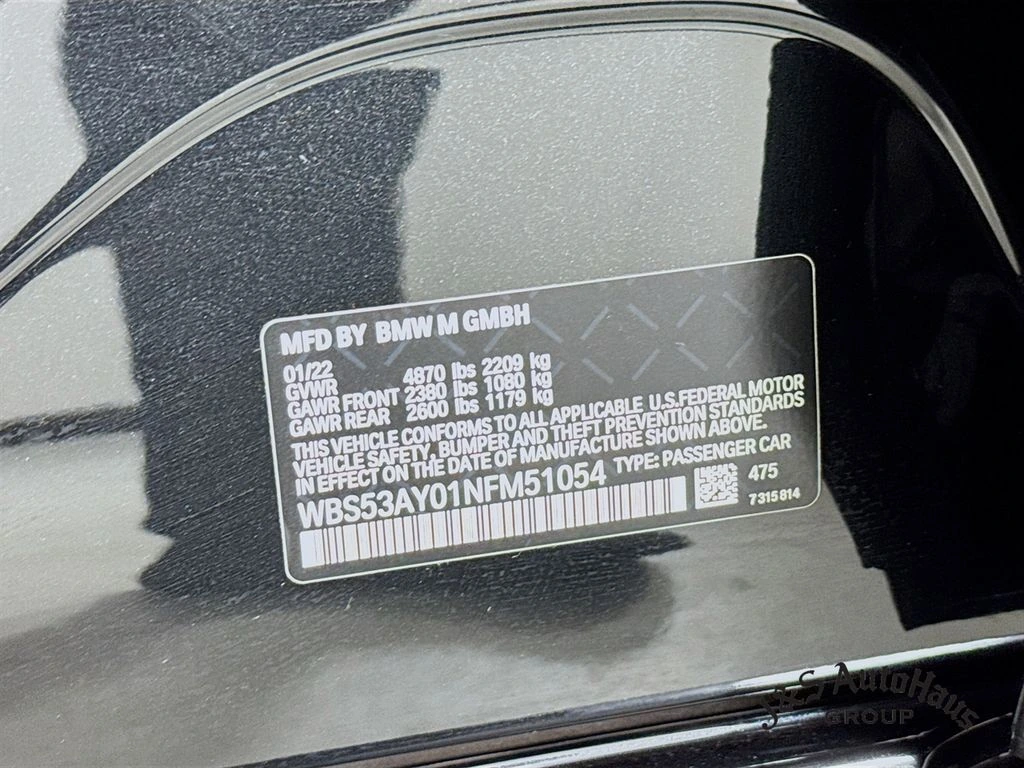 MFD BY BMW M GMBH
01/22
GVWR 4870 lbs 2209 kg
GAWR FRONT 2380 lbs 1080 kg
GAWR REAR 2600 lbs 1179 kg
THIS VEHICLE CONFORMS TO ALL APPLICABLE U.S.FEDERAL MOTOR
VEHICLE SAFETY, BUMPER AND THEFT PREVENTION STANDARDS
IN EFFECT ON THE DATE OF MANUFACTURE SHOWN ABOVE.
WBS53AY01NFM51054 TYPE: PASSENGER CAR
475
7315814
AutoHaus
GROUP